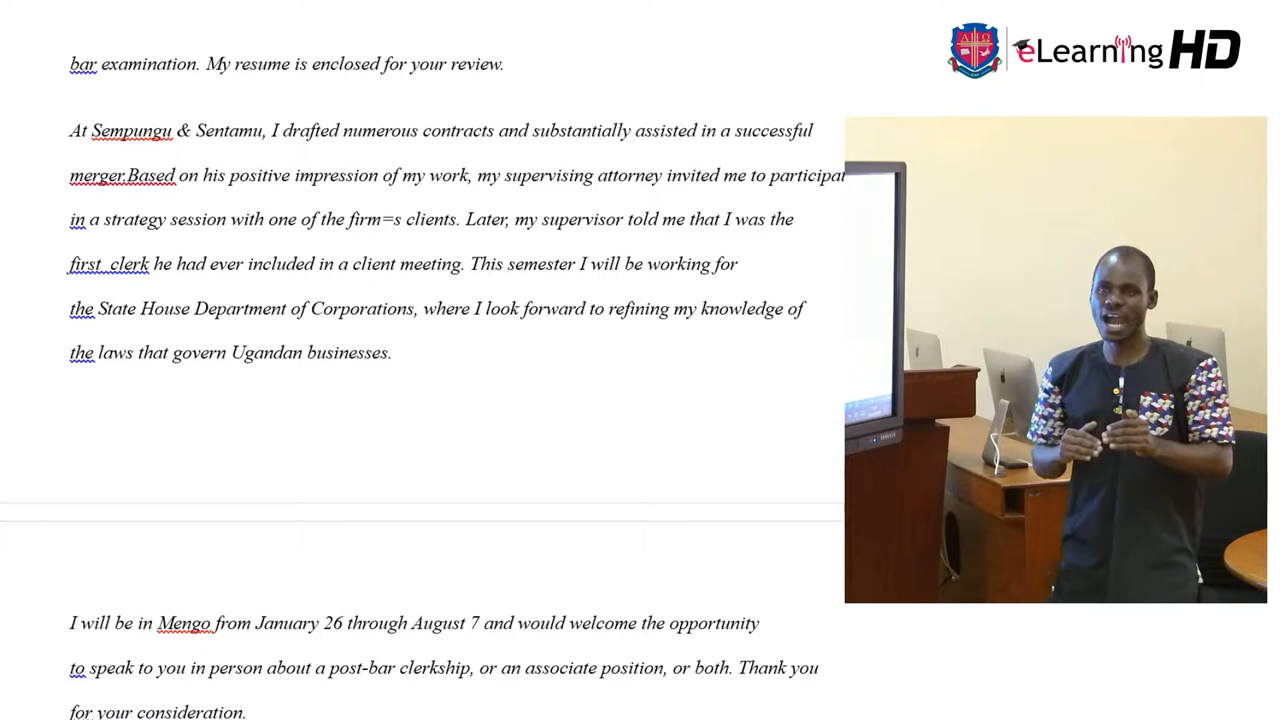 bar examination. My resume is enclosed for your review.
At Sempungu & Sentamu, I drafted numerous contracts and substantially assisted in a successful
merger.Based on his positive impression of my work, my supervising attorney invited me to participat
in a strategy session with one of the firm=s clients. Later, my supervisor told me that I was the
first clerk he had ever included in a client meeting. This semester I will be working for
the State House Department of Corporations, where I look forward to refining my knowledge of
the laws that govern Ugandan businesses.
I will be in Mengo from January 26 through August 7 and would welcome the opportunity
to speak to you in person about a post-bar clerkship, or an associate position, or both. Thank you
for your consideration.
eLearning HD